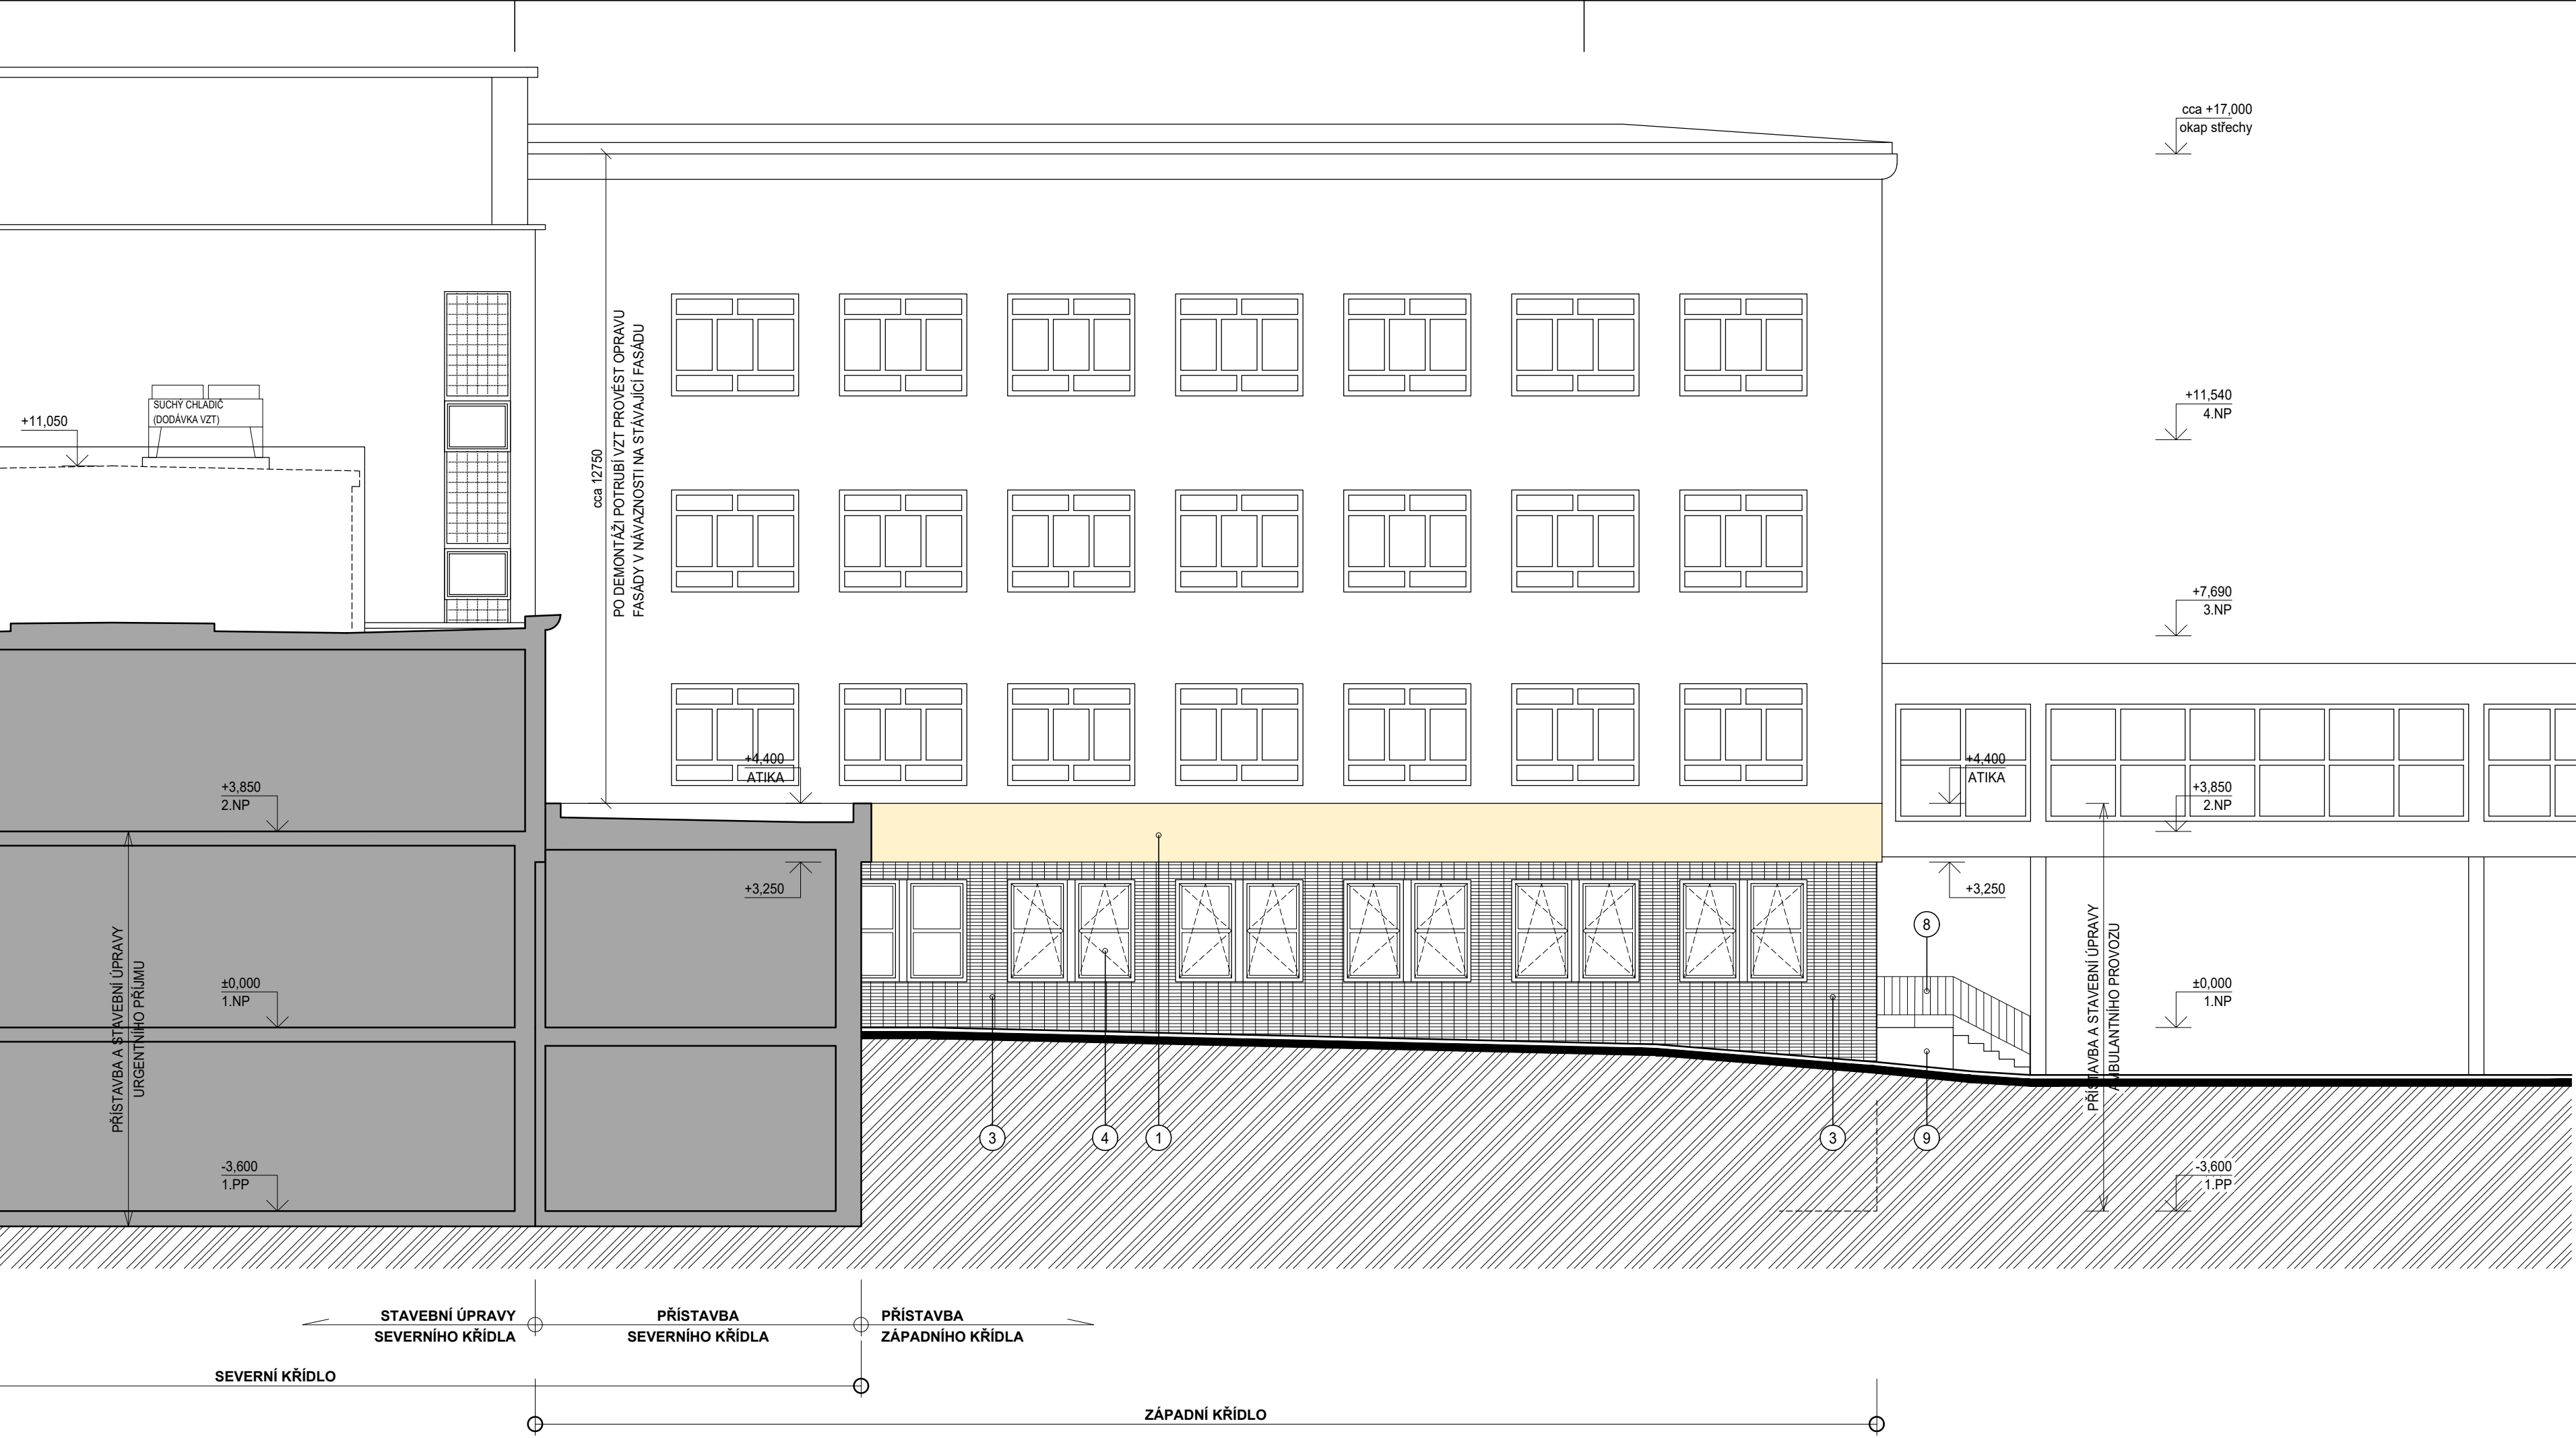 cca +17,000
okap střechy
SUCHÝ CHLADIČ
(DODÁVKA VZT)
+11,050
+11,540
4.NP
cca 12750
PO DEMONTÁŽI POTRUBÍ VZT PROVÉST OPRAVU
FASÁDY V NÁVAZNOSTI NA STÁVAJÍCÍ FASÁDU
+7,690
3.NP
+4,400
ATIKA
+4,400
ATIKA
+3,850
2.NP
+3,850
2.NP
+3,250
+3,250
8
PŘÍSTAVBA A STAVEBNÍ ÚPRAVY
URGENTNÍHO PŘÍJMU
PŘÍSTAVBA A STAVEBNÍ ÚPRAVY
AMBULANTNÍHO PROVOZU
±0,000
1.NP
±0,000
1.NP
3
4
1
3
9
-3,600
1.PP
-3,600
1.PP
STAVEBNÍ ÚPRAVY
SEVERNÍHO KŘÍDLA
PŘÍSTAVBA
SEVERNÍHO KŘÍDLA
PŘÍSTAVBA
ZÁPADNÍHO KŘÍDLA
SEVERNÍ KŘÍDLO
ZÁPADNÍ KŘÍDLO